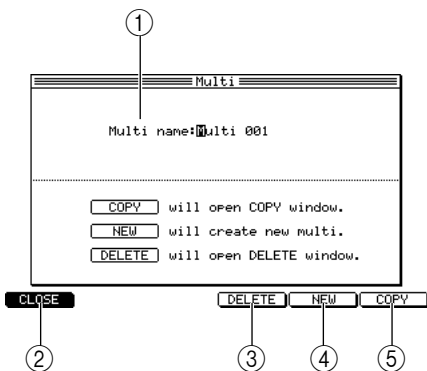 ①
Multi
Multi name:Multi 001
COPY will open COPY window.
NEW will create new multi.
DELETE will open DELETE window.
CLOSE DELETE NEW COPY
② ③ ④ ⑤